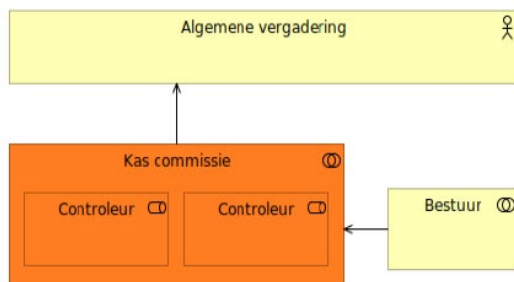 Algemene vergadering
Kas commissie
Controleur
Controleur
Bestuur